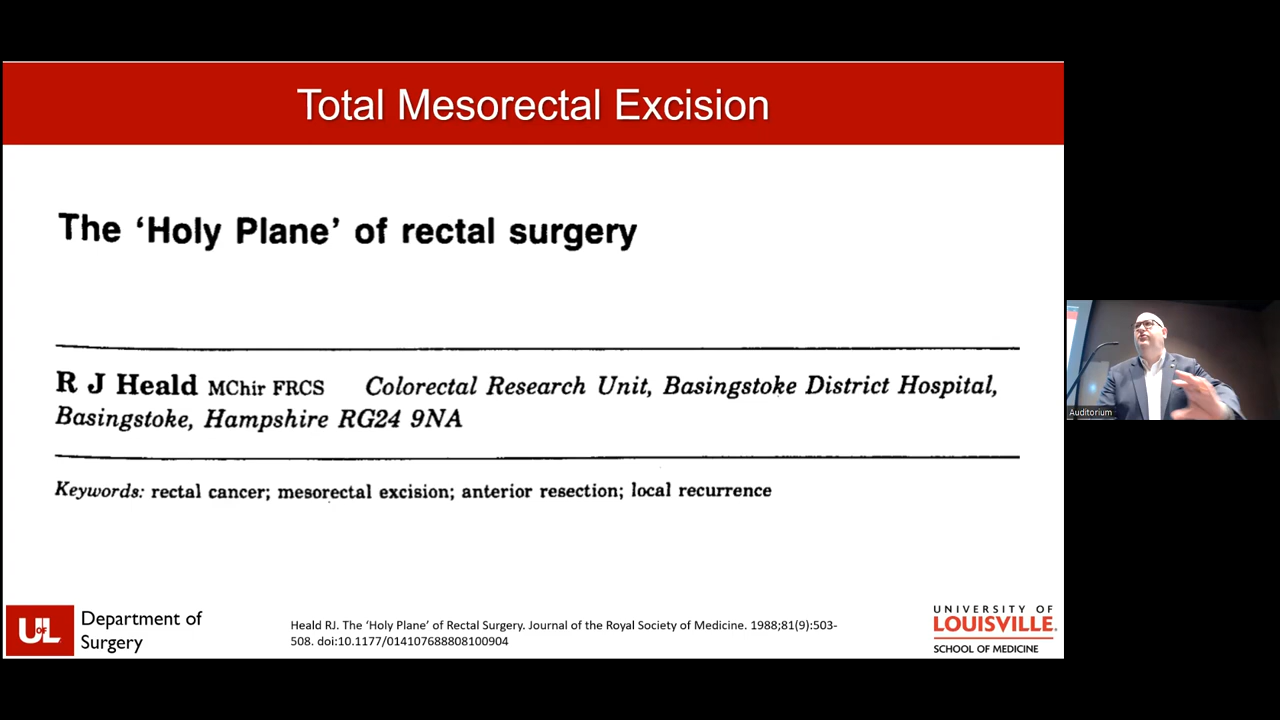 Total Mesorectal Excision
The ‘Holy Plane’ of rectal surgery
R J Heald MChir FRCS Colorectal Research Unit, Basingstoke District Hospital,
Basingstoke, Hampshire RG24 9NA
Keywords: rectal cancer; mesorectal excision; anterior resection; local recurrence
UofL
Department of
Surgery
Heald RJ. The ‘Holy Plane’ of Rectal Surgery. Journal of the Royal Society of Medicine. 1988;81(9):503-
508. doi:10.1177/014107688808100904
UNIVERSITY OF
LOUISVILLE.
SCHOOL OF MEDICINE
Auditorium